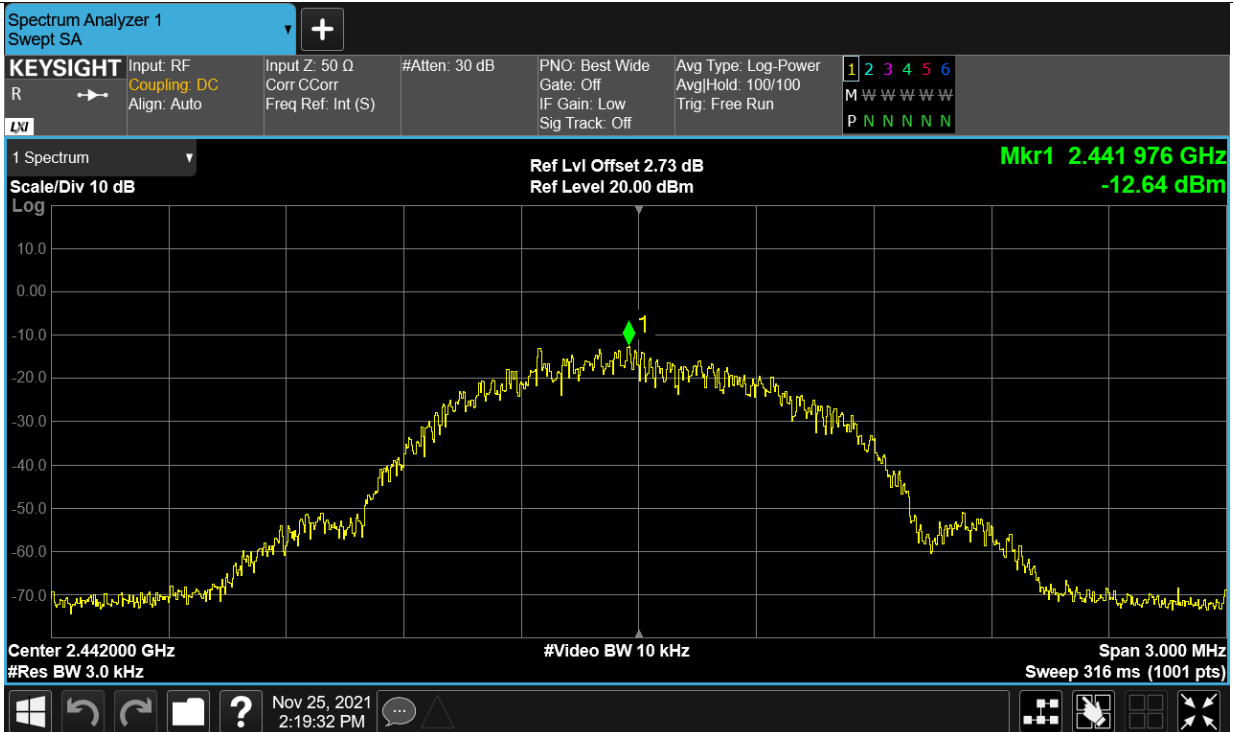 Spectrum Analyzer 1
Swept SA
KEYSIGHT
R
LXI
Input: RF
Coupling: DC
Align: Auto
Input Z: 50 Ω
Corr CCorr
Freq Ref: Int (S)
#Atten: 30 dB
PNO: Best Wide
Gate: Off
IF Gain: Low
Sig Track: Off
Avg Type: Log-Power
Avg|Hold: 100/100
Trig: Free Run
1 2 3 4 5 6
M W W W W W
P N N N N N
1 Spectrum
Scale/Div 10 dB
Log
Ref Lvl Offset 2.73 dB
Ref Level 20.00 dBm
Mkr1 2.441 976 GHz
-12.64 dBm
10.0
0.00
1
-10.0
-20.0
-30.0
-40.0
-50.0
-60.0
-70.0
Center 2.442000 GHz
#Video BW 10 kHz
Span 3.000 MHz
#Res BW 3.0 kHz
Sweep 316 ms (1001 pts)
?
Nov 25, 2021
2:19:32 PM